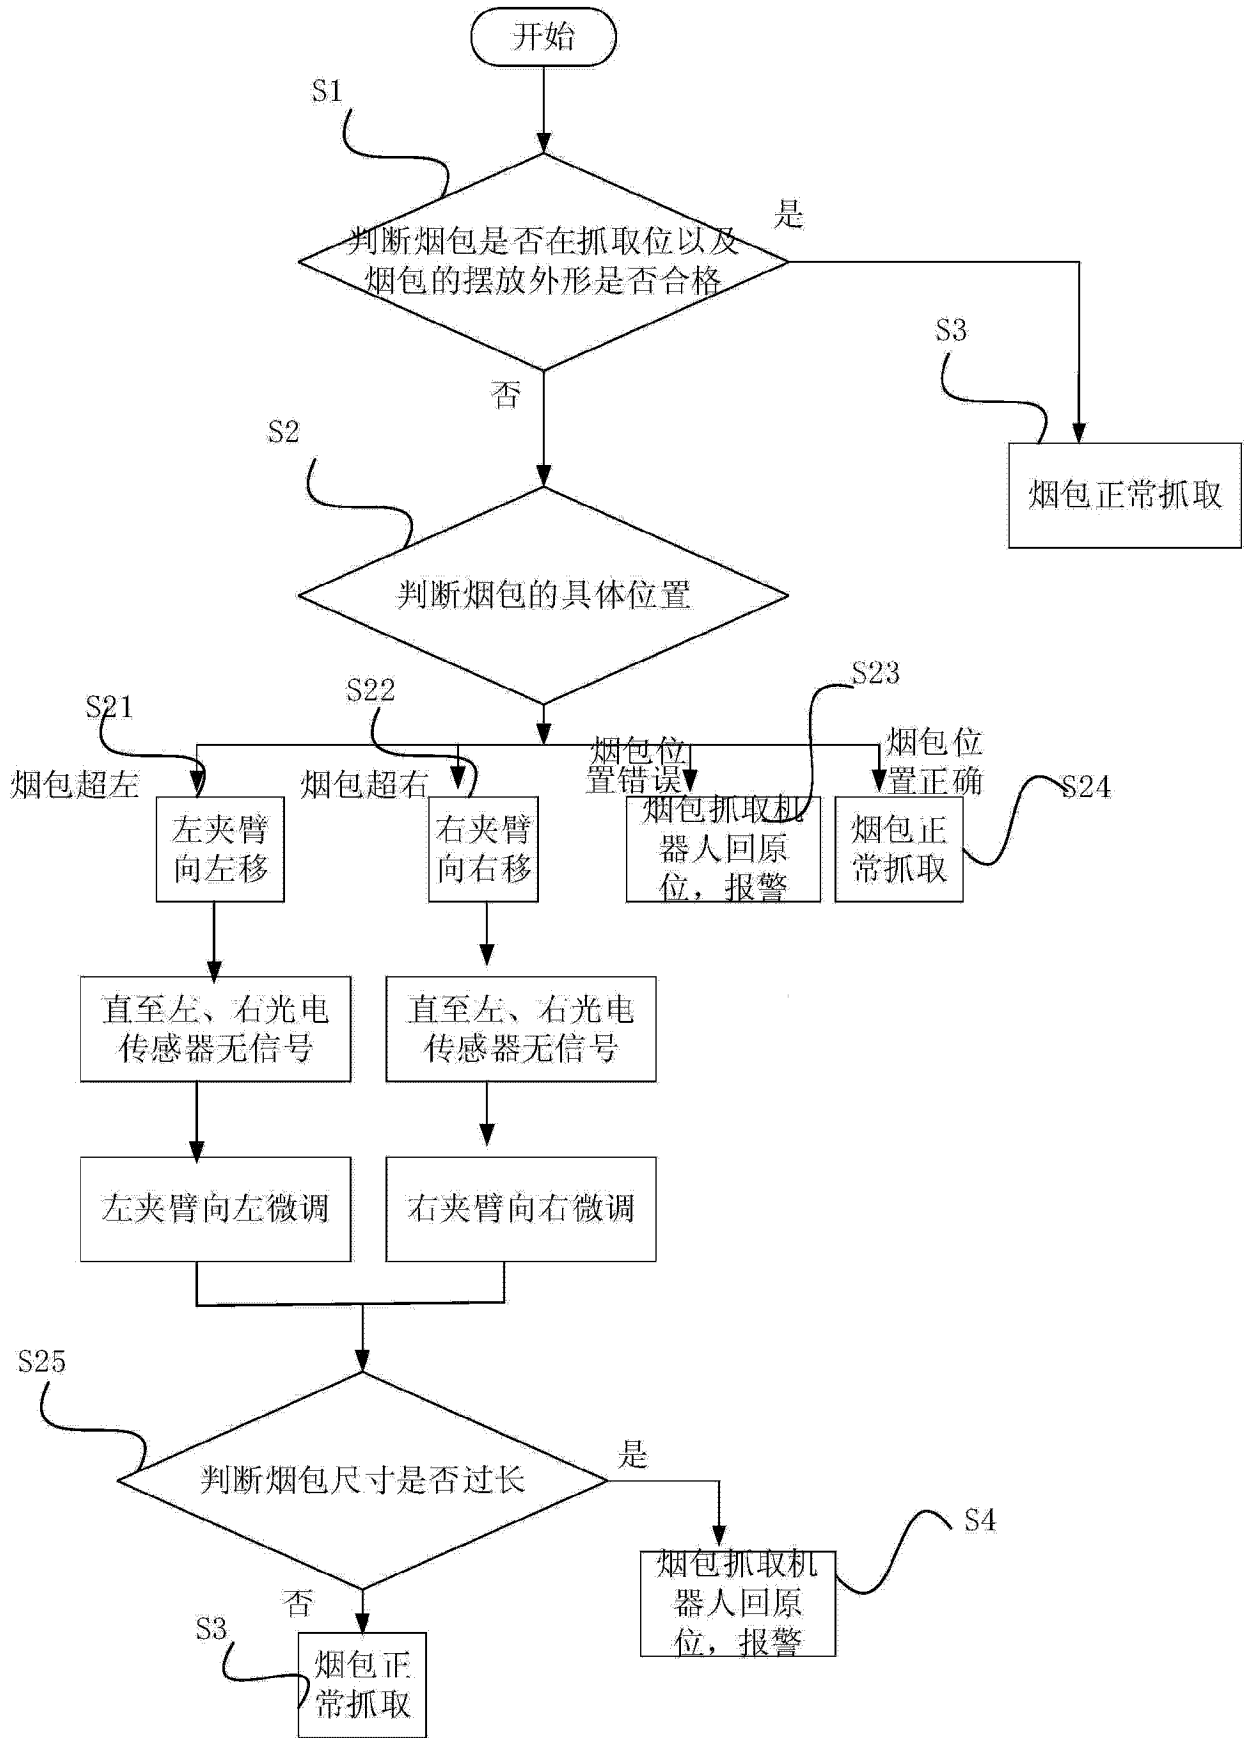 开始
S1
是
判断烟包是否在抓取位以及
烟包的摆放外形是否合格
S3
否
S2
烟包正常抓取
判断烟包的具体位置
S21
S22
S23
烟包超左
烟包超右
烟包位
置错误
烟包位
置正确
S24
左夹臂
向左移
右夹臂
向右移
烟包抓取机
器人回原
位，报警
烟包正
常抓取
直至左、右光电
传感器无信号
直至左、右光电
传感器无信号
左夹臂向左微调
右夹臂向右微调
S25
判断烟包尺寸是否过长
是
S4
烟包抓取机
器人回原
位，报警
否
S3
烟包正
常抓取